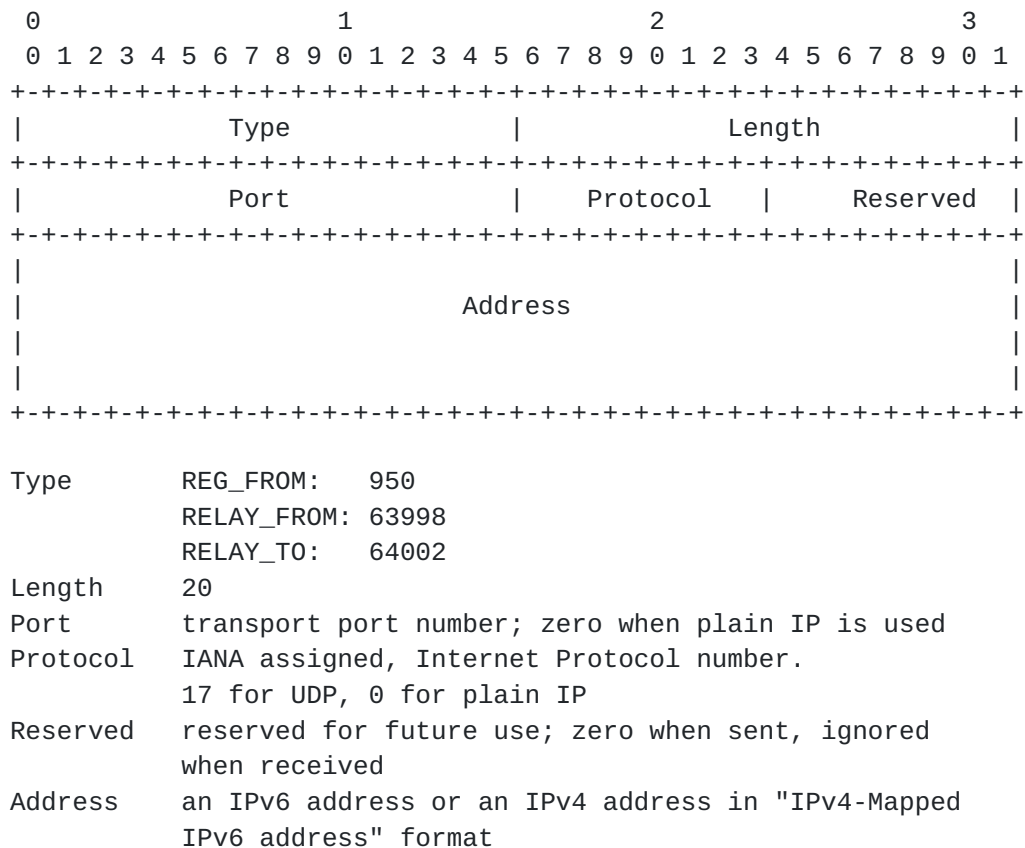 0                   1                   2                   3
 0 1 2 3 4 5 6 7 8 9 0 1 2 3 4 5 6 7 8 9 0 1 2 3 4 5 6 7 8 9 0 1
+-+-+-+-+-+-+-+-+-+-+-+-+-+-+-+-+-+-+-+-+-+-+-+-+-+-+-+-+-+-+-+-+
|             Type              |             Length            |
+-+-+-+-+-+-+-+-+-+-+-+-+-+-+-+-+-+-+-+-+-+-+-+-+-+-+-+-+-+-+-+-+
|             Port              |    Protocol   |     Reserved  |
+-+-+-+-+-+-+-+-+-+-+-+-+-+-+-+-+-+-+-+-+-+-+-+-+-+-+-+-+-+-+-+-+
|                                                               |
|                            Address                            |
|                                                               |
|                                                               |
+-+-+-+-+-+-+-+-+-+-+-+-+-+-+-+-+-+-+-+-+-+-+-+-+-+-+-+-+-+-+-+-+

Type       REG_FROM:   950
           RELAY_FROM: 63998
           RELAY_TO:   64002
Length     20
Port       transport port number; zero when plain IP is used
Protocol   IANA assigned, Internet Protocol number.
           17 for UDP, 0 for plain IP
Reserved   reserved for future use; zero when sent, ignored
           when received
Address    an IPv6 address or an IPv4 address in "IPv4-Mapped
           IPv6 address" format